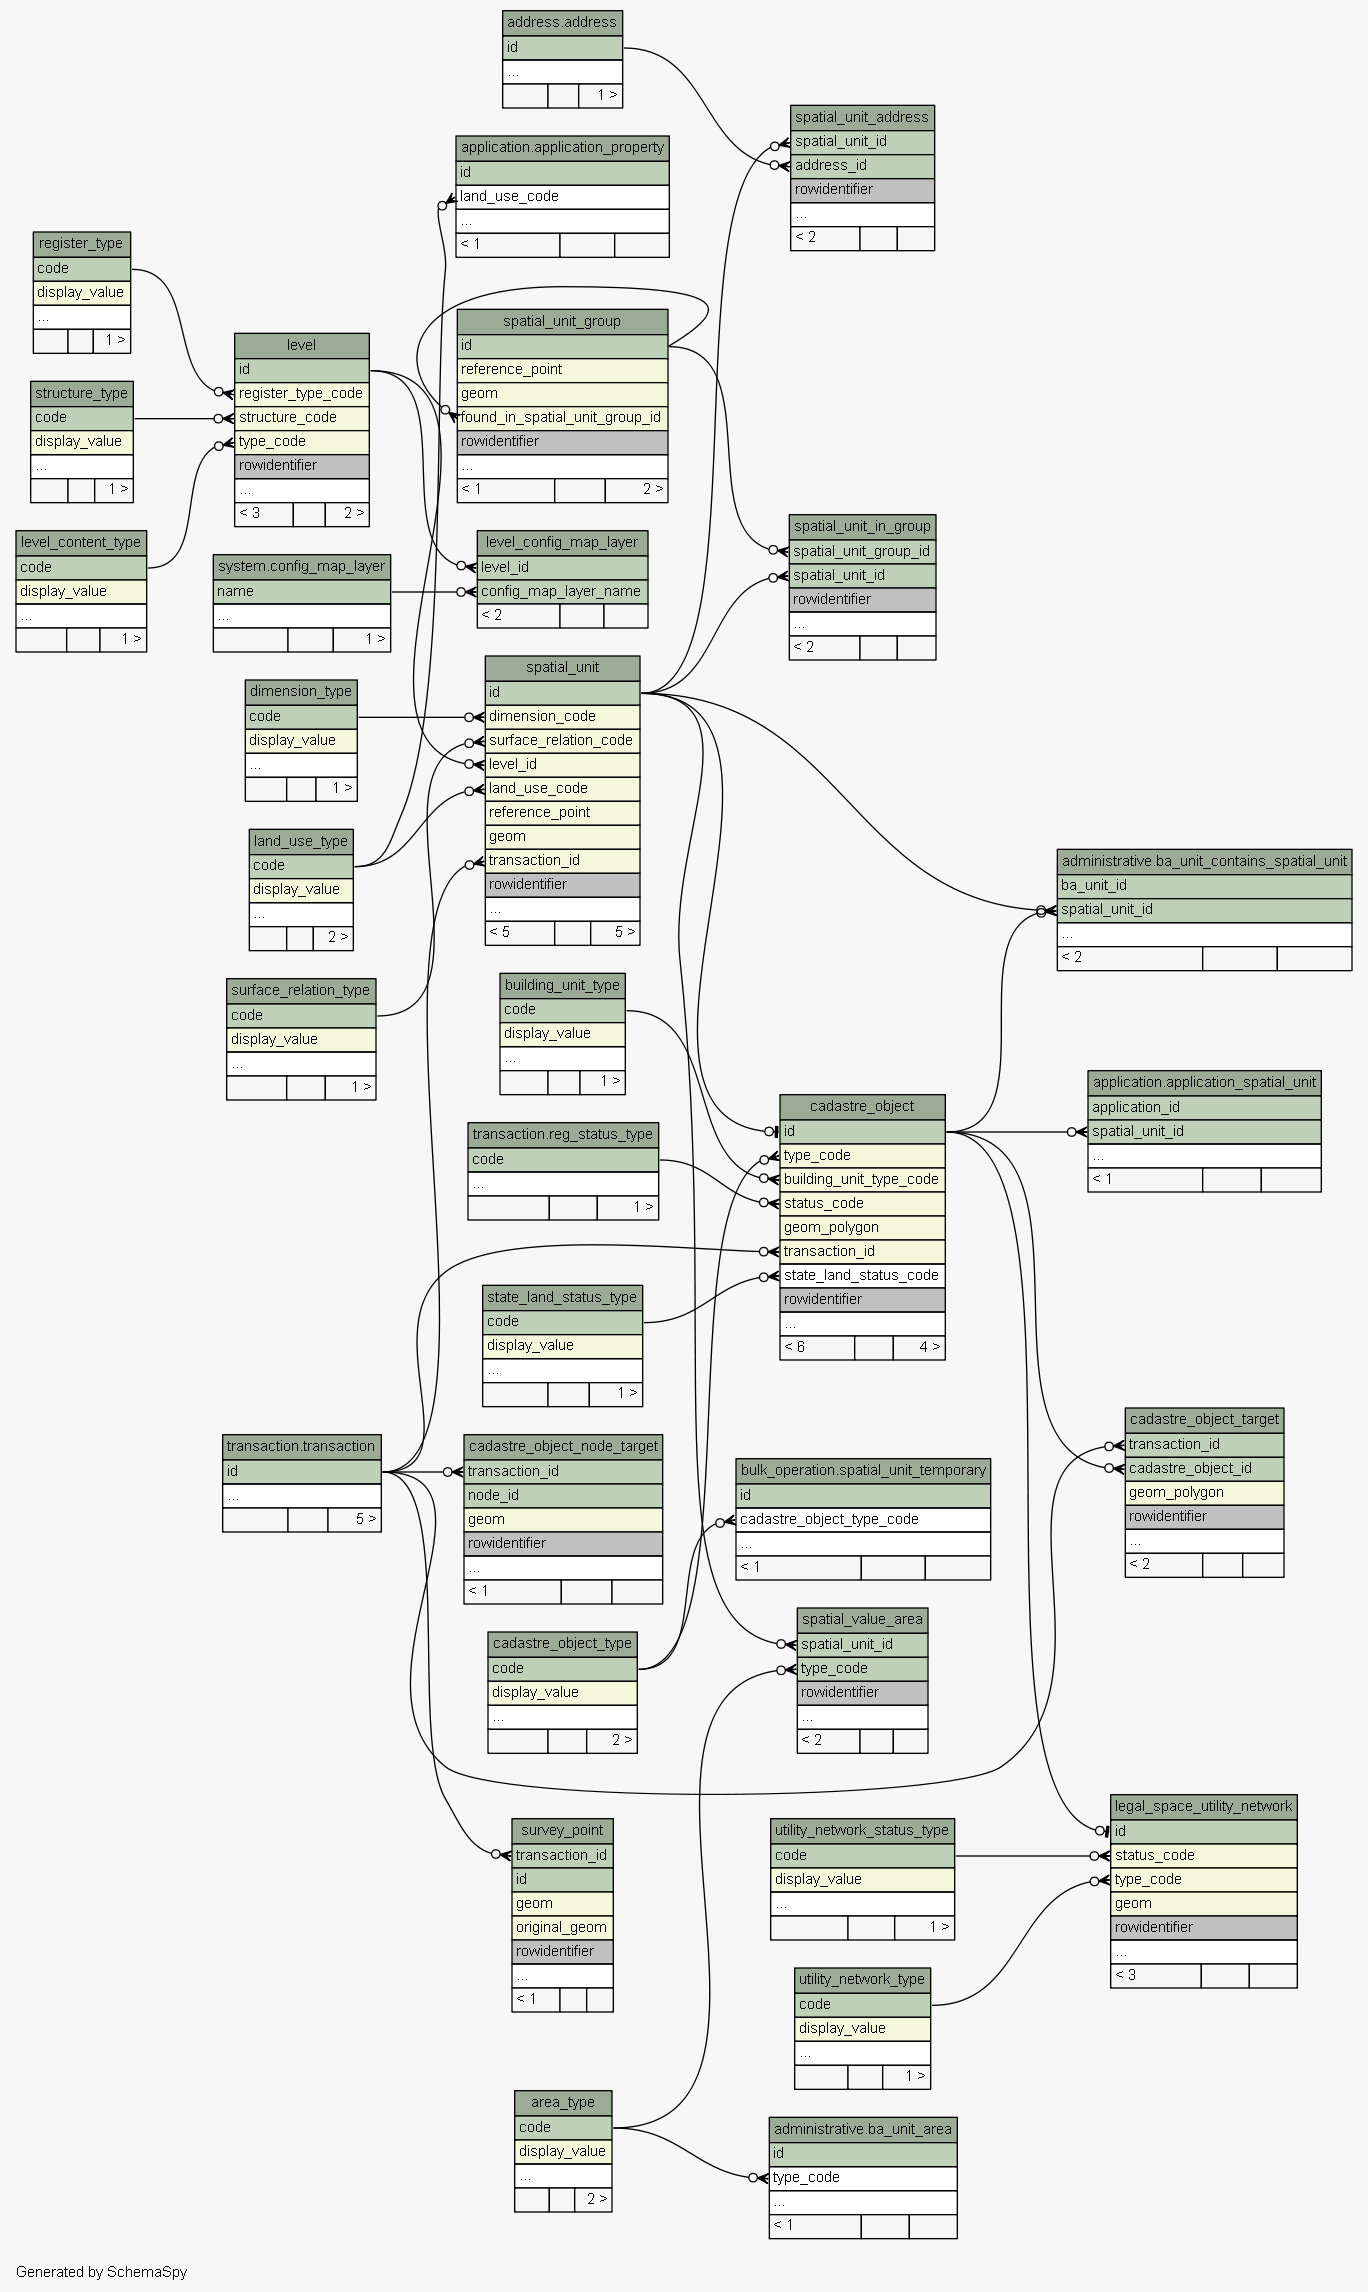 address.address
id
...
1 >
spatial_unit_address
spatial_unit_id
address_id
rowidentifier
...
< 2
application.application_property
id
land_use_code
...
< 1
register_type
code
display_value
...
1 >
spatial_unit_group
id
reference_point
geom
found_in_spatial_unit_group_id
rowidentifier
...
< 1 2 >
level
id
register_type_code
structure_code
type_code
rowidentifier
...
< 3 2 >
structure_type
code
display_value
...
1 >
spatial_unit_in_group
spatial_unit_group_id
spatial_unit_id
rowidentifier
...
< 2
level_content_type
code
display_value
...
1 >
system.config_map_layer
name
...
1 >
level_config_map_layer
level_id
config_map_layer_name
< 2
spatial_unit
id
dimension_code
surface_relation_code
level_id
land_use_code
reference_point
geom
transaction_id
rowidentifier
...
< 5 5 >
dimension_type
code
display_value
...
1 >
land_use_type
code
display_value
...
2 >
administrative.ba_unit_contains_spatial_unit
ba_unit_id
spatial_unit_id
...
< 2
surface_relation_type
code
display_value
...
1 >
building_unit_type
code
display_value
...
1 >
application.application_spatial_unit
application_id
spatial_unit_id
...
< 1
cadastre_object
id
type_code
building_unit_type_code
status_code
geom_polygon
transaction_id
state_land_status_code
rowidentifier
...
< 6 4 >
transaction.reg_status_type
code
...
1 >
state_land_status_type
code
display_value
...
1 >
cadastre_object_target
transaction_id
cadastre_object_id
geom_polygon
rowidentifier
...
< 2
transaction.transaction
id
...
5 >
cadastre_object_node_target
transaction_id
node_id
geom
rowidentifier
...
< 1
bulk_operation.spatial_unit_temporary
id
cadastre_object_type_code
...
< 1
cadastre_object_type
code
display_value
...
2 >
spatial_value_area
spatial_unit_id
type_code
rowidentifier
...
< 2
legal_space_utility_network
id
status_code
type_code
geom
rowidentifier
...
< 3
survey_point
transaction_id
id
geom
original_geom
rowidentifier
...
< 1
utility_network_status_type
code
display_value
...
1 >
utility_network_type
code
display_value
...
1 >
area_type
code
display_value
...
2 >
administrative.ba_unit_area
id
type_code
...
< 1
Generated by SchemaSpy